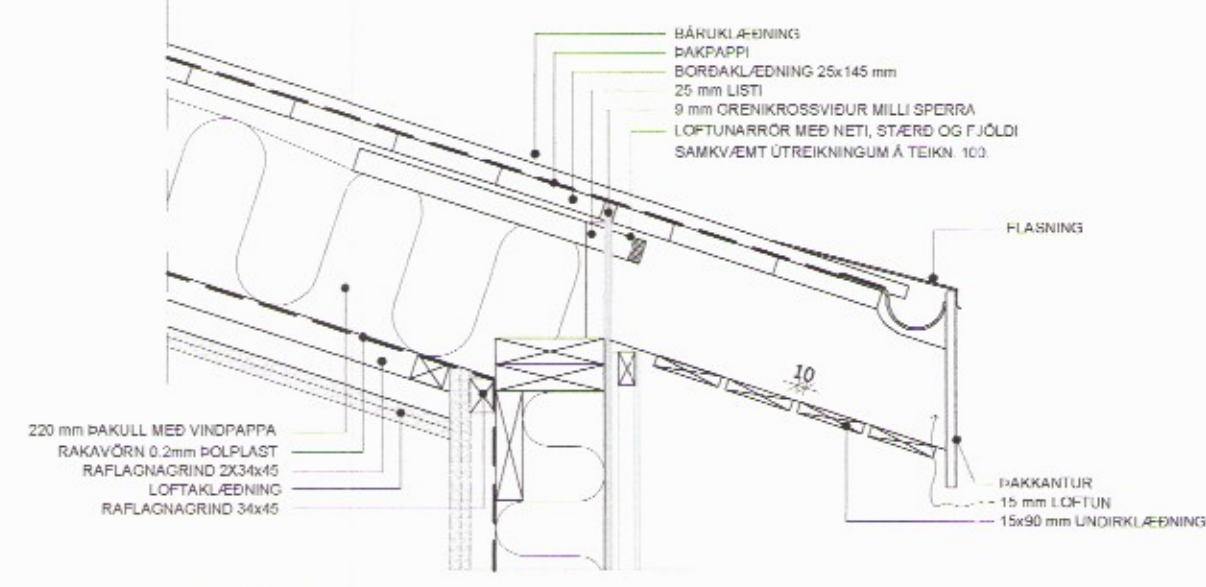 BÁRUKLÆÐNING
ÞAKPAPPI
BORÐAKLÆÐNING 25x145 mm
25 mm LISTI
9 mm GRENIKROSSVIÐUR MILLI SPERRA
LOFTUNARRÖR MEÐ NETI, STÆRÐ OG FJÖLDI
SAMKVÆMT ÚTREIKNINGUM Á TEIKN. 100.
FLASNING
10
220 mm ÞAKULL MEÐ VINDPAPPA
RAKAVÖRN 0.2mm ÞOLPLAST
RAFLAGNAGRIND 2X34x45
LOFTAKLÆÐNING
RAFLAGNAGRIND 34x45
ÞAKKANTUR
15 mm LOFTUN
15x90 mm UNDIRKLÆÐNING